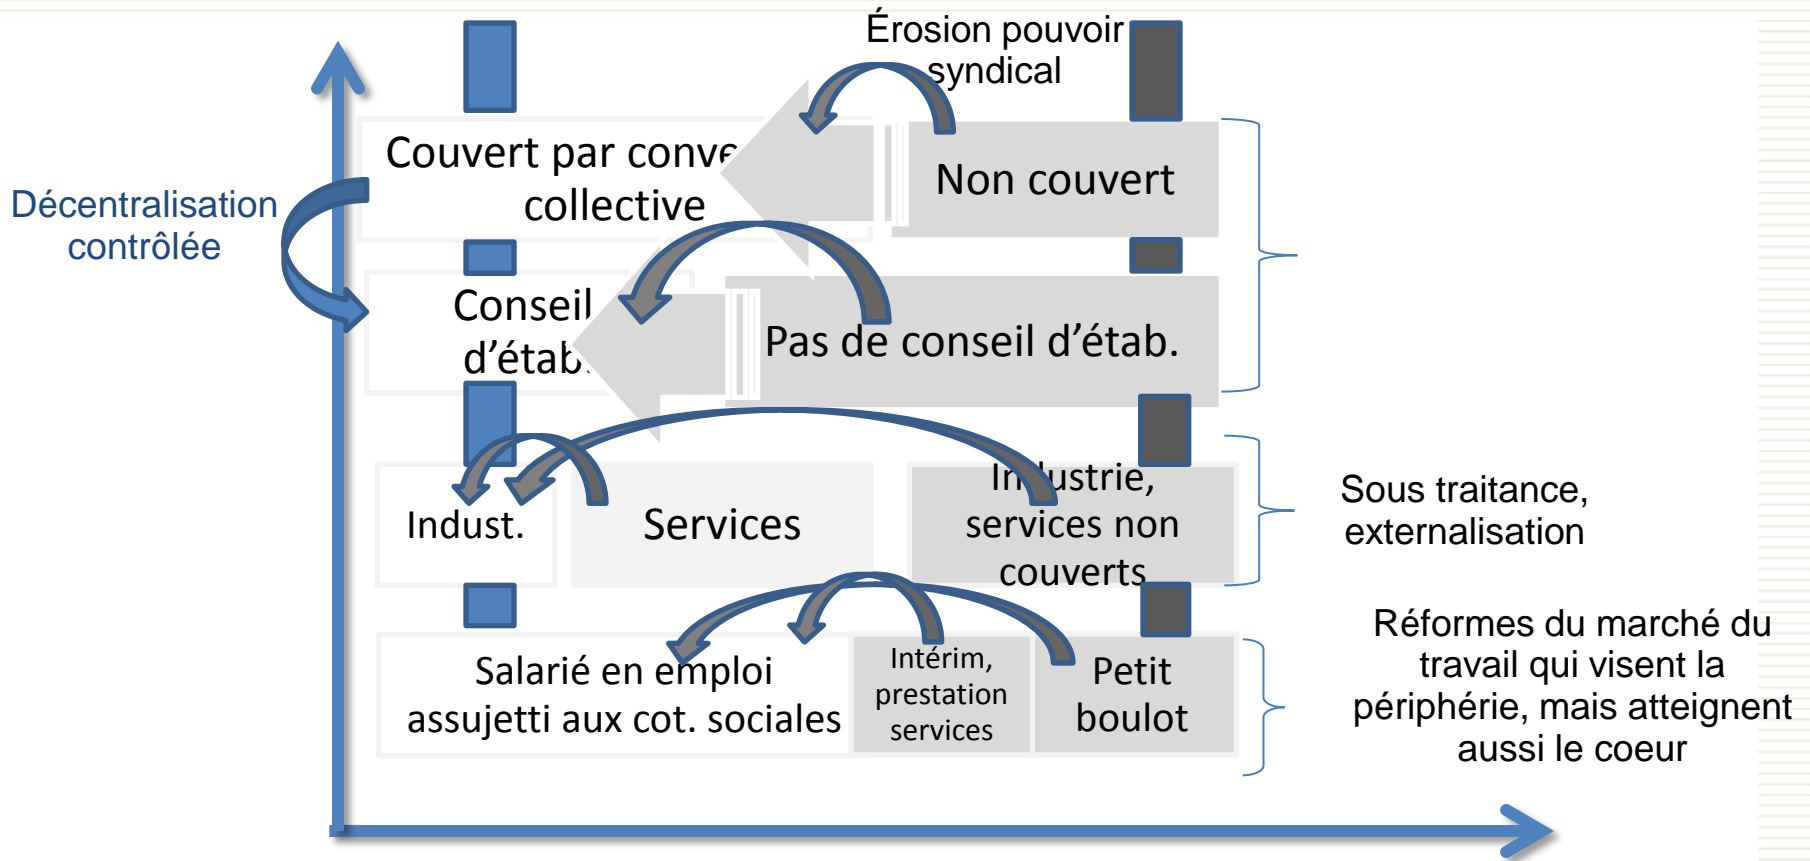 Érosion pouvoir
syndical
Couvert par conve
collective
Non couvert
Décentralisation
contrôlée
Conseil
d’étab.
Pas de conseil d’étab.
Indust.
Services
Industrie,
services non
couverts
Sous traitance,
externalisation
Salarié en emploi
assujetti aux cot. sociales
Intérim,
prestation
services
Petit
boulot
Réformes du marché du
travail qui visent la
périphérie, mais atteignent
aussi le coeur